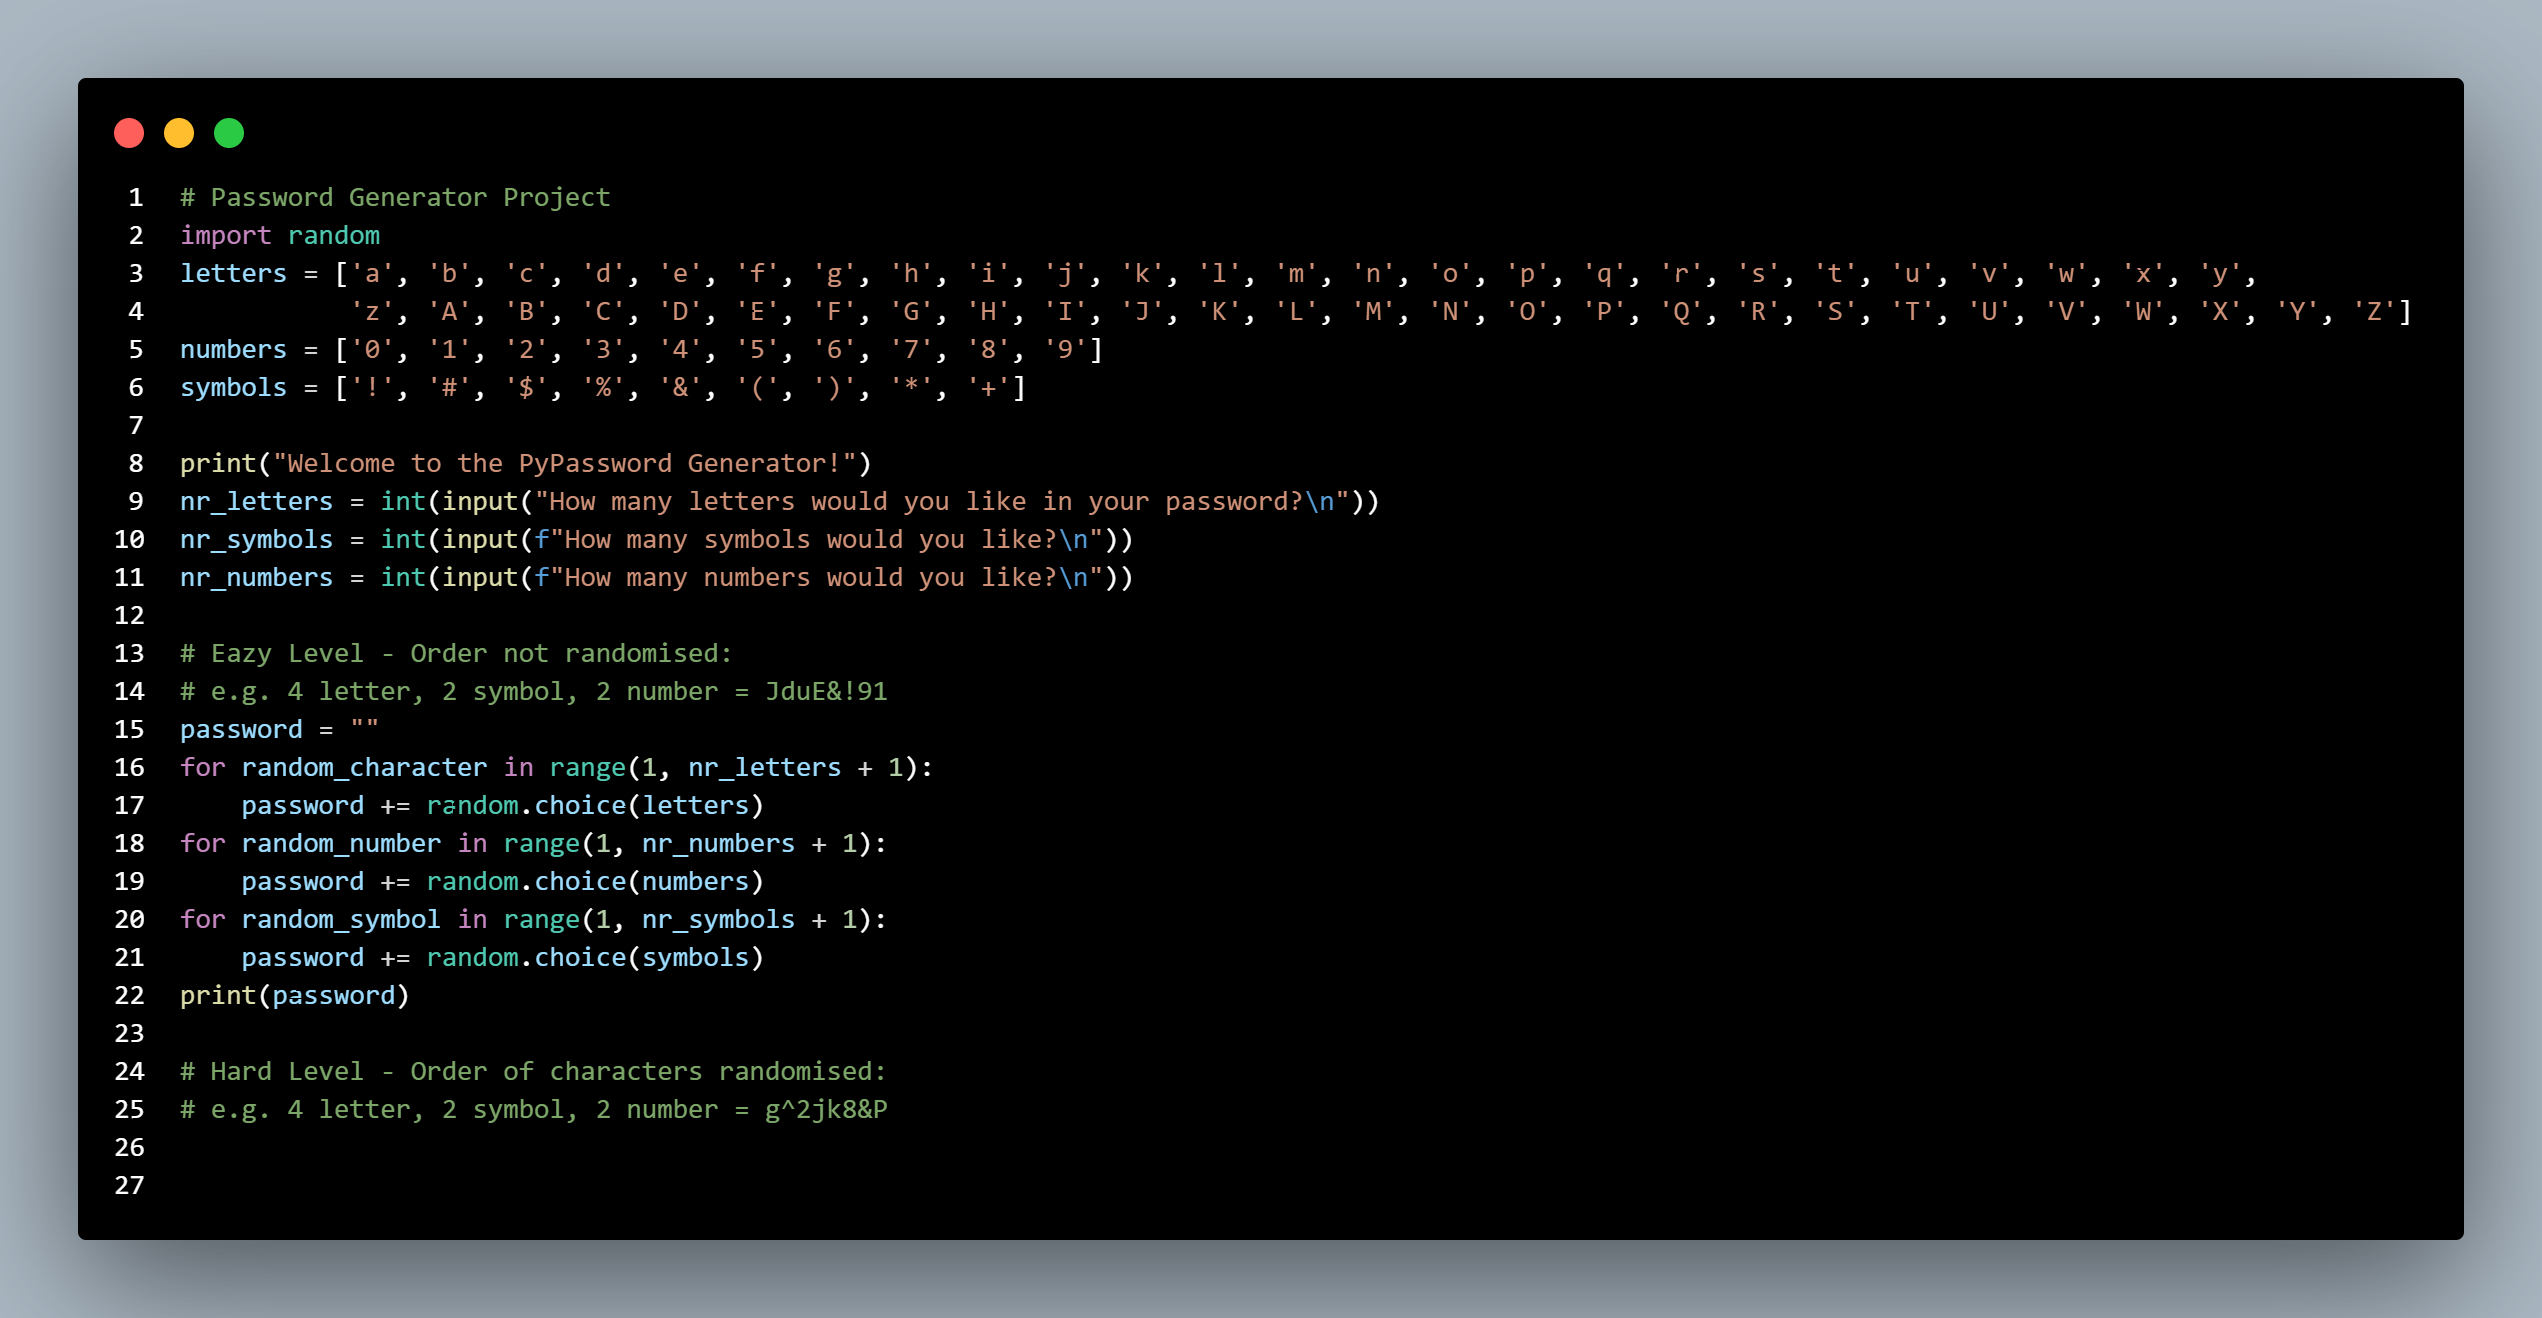 1 # Password Generator Project
2 import random
3 letters = ['a', 'b', 'c', 'd', 'e', 'f', 'g', 'h', 'i', 'j', 'k', 'l', 'm', 'n', 'o', 'p', 'q', 'r', 's', 't', 'u', 'v', 'w', 'x', 'y',
4            'z', 'A', 'B', 'C', 'D', 'E', 'F', 'G', 'H', 'I', 'J', 'K', 'L', 'M', 'N', 'O', 'P', 'Q', 'R', 'S', 'T', 'U', 'V', 'W', 'X', 'Y', 'Z']
5 numbers = ['0', '1', '2', '3', '4', '5', '6', '7', '8', '9']
6 symbols = ['!', '#', '$', '%', '&', '(', ')', '*', '+']
7
8 print("Welcome to the PyPassword Generator!")
9 nr_letters = int(input("How many letters would you like in your password?\n"))
10 nr_symbols = int(input(f"How many symbols would you like?\n"))
11 nr_numbers = int(input(f"How many numbers would you like?\n"))
12
13 # Eazy Level - Order not randomised:
14 # e.g. 4 letter, 2 symbol, 2 number = JduE&!91
15 password = ""
16 for random_character in range(1, nr_letters + 1):
17     password += random.choice(letters)
18 for random_number in range(1, nr_numbers + 1):
19     password += random.choice(numbers)
20 for random_symbol in range(1, nr_symbols + 1):
21     password += random.choice(symbols)
22 print(password)
23
24 # Hard Level - Order of characters randomised:
25 # e.g. 4 letter, 2 symbol, 2 number = g^2jk8&P
26
27